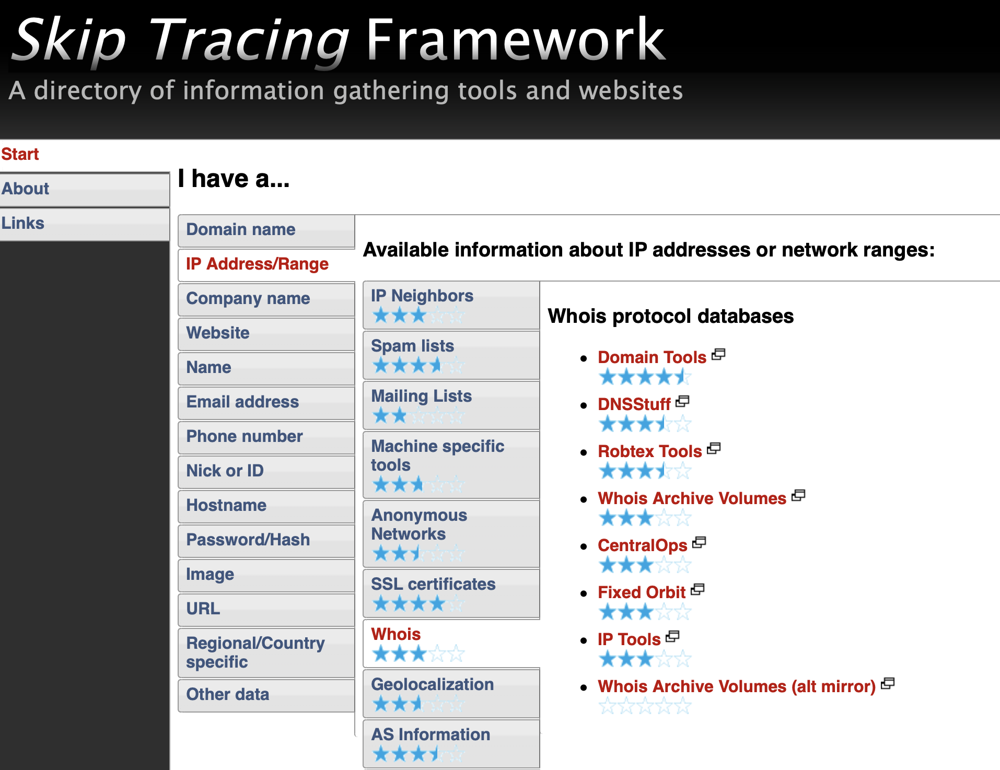 Skip Tracing Framework
A directory of information gathering tools and websites
Start
About
Links
I have a...
Domain name
IP Address/Range
Company name
Website
Name
Email address
Phone number
Nick or ID
Hostname
Password/Hash
Image
URL
Regional/Country
specific
Other data
Available information about IP addresses or network ranges:
IP Neighbors
Spam lists
Mailing Lists
Machine specific
tools
Anonymous
Networks
SSL certificates
Whois
Geolocalization
AS Information
Whois protocol databases
Domain Tools
DNSStuff
Robtex Tools
Whois Archive Volumes
CentralOps
Fixed Orbit
IP Tools
Whois Archive Volumes (alt mirror)